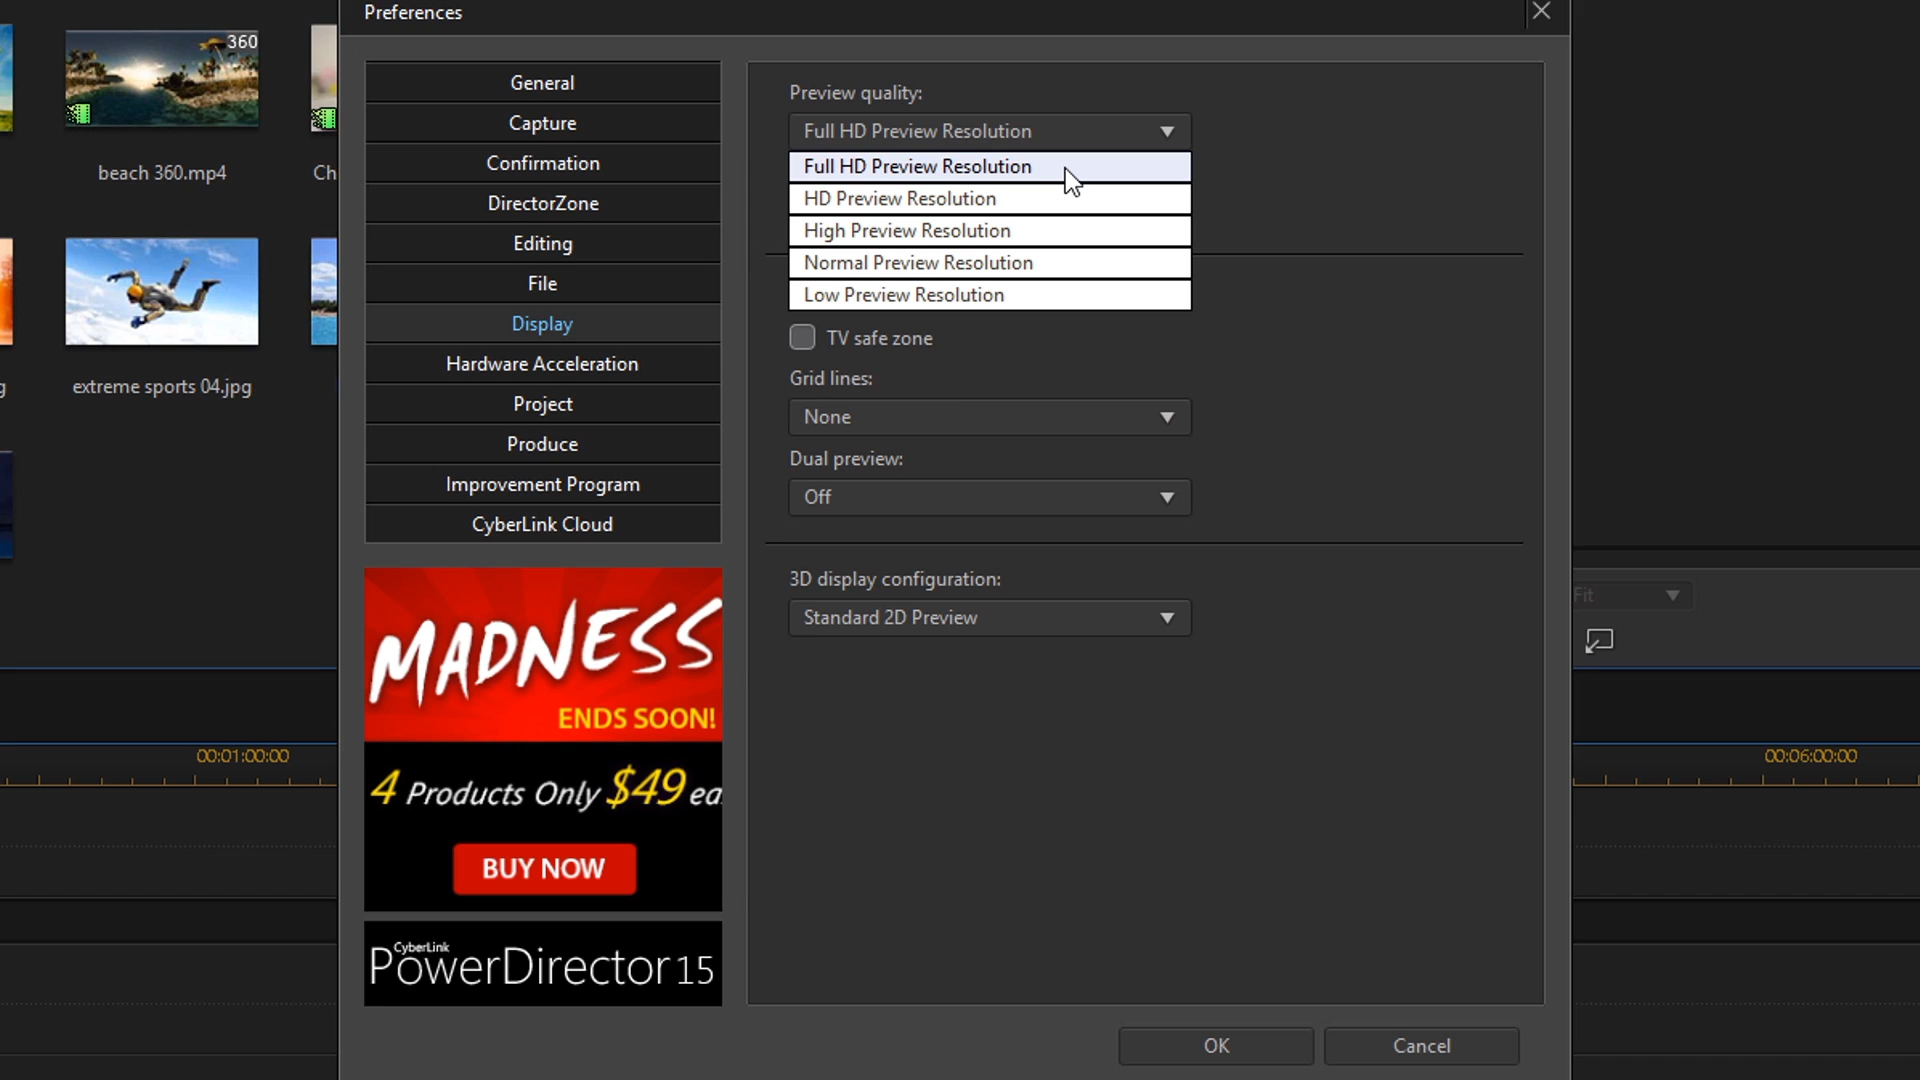 Preferences
360
beach 360.mp4
Ch
extreme sports 04.jpg
g
General
Capture
Confirmation
DirectorZone
Editing
File
Display
Hardware Acceleration
Project
Produce
Improvement Program
CyberLink Cloud
MADNESS
ENDS SOON!
4 Products Only $49 ea
BUY NOW
CyberLink
PowerDirector 15
Preview quality:
Full HD Preview Resolution
Full HD Preview Resolution
HD Preview Resolution
High Preview Resolution
Normal Preview Resolution
Low Preview Resolution
TV safe zone
Grid lines:
None
Dual preview:
Off
3D display configuration:
Standard 2D Preview
OK
Cancel
Fit
00:01:00:00
00:06:00:00